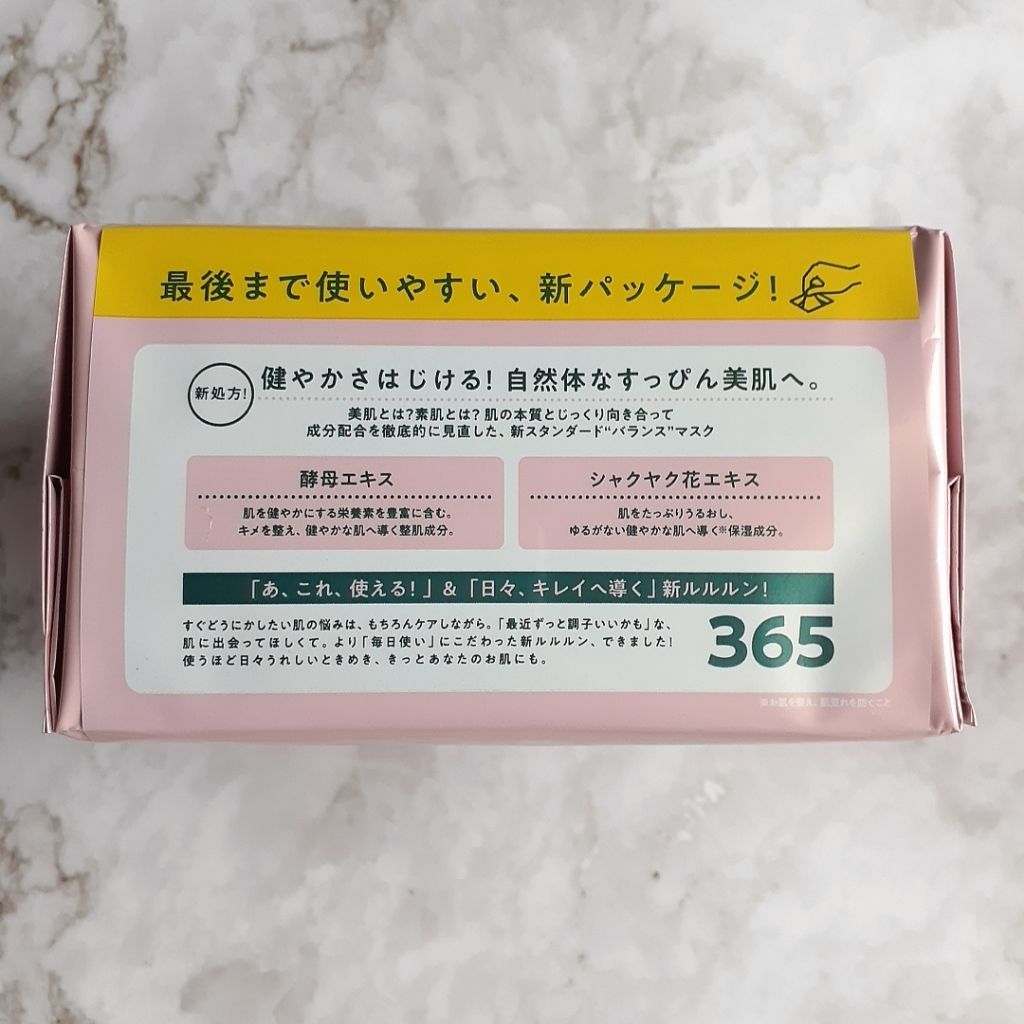 最後まで使いやすい、新パッケージ!
新処方!
健やかさはじける! 自然体なすっぴん美肌へ。
美肌とは?素肌とは? 肌の本質とじっくり向き合って
成分配合を徹底的に見直した、新スタンダード“バランス”マスク
酵母エキス
肌を健やかにする栄養素を豊富に含む。
キメを整え、健やかな肌へ導く整肌成分。
シャクヤク花エキス
肌をたっぷりうるおし、
ゆるがない健やかな肌へ導く※保湿成分。
「あ、これ、使える!」&「日々、キレイへ導く」新ルルルン!
すぐどうにかしたい肌の悩みは、もちろんケアしながら。「最近ずっと調子いいかも」な、
肌に出会ってほしくて。より「毎日使い」にこだわった新ルルルン、できました!
使うほど日々うれしいときめき、きっとあなたのお肌にも。
365
※お肌を整え、肌荒れを防ぐこと